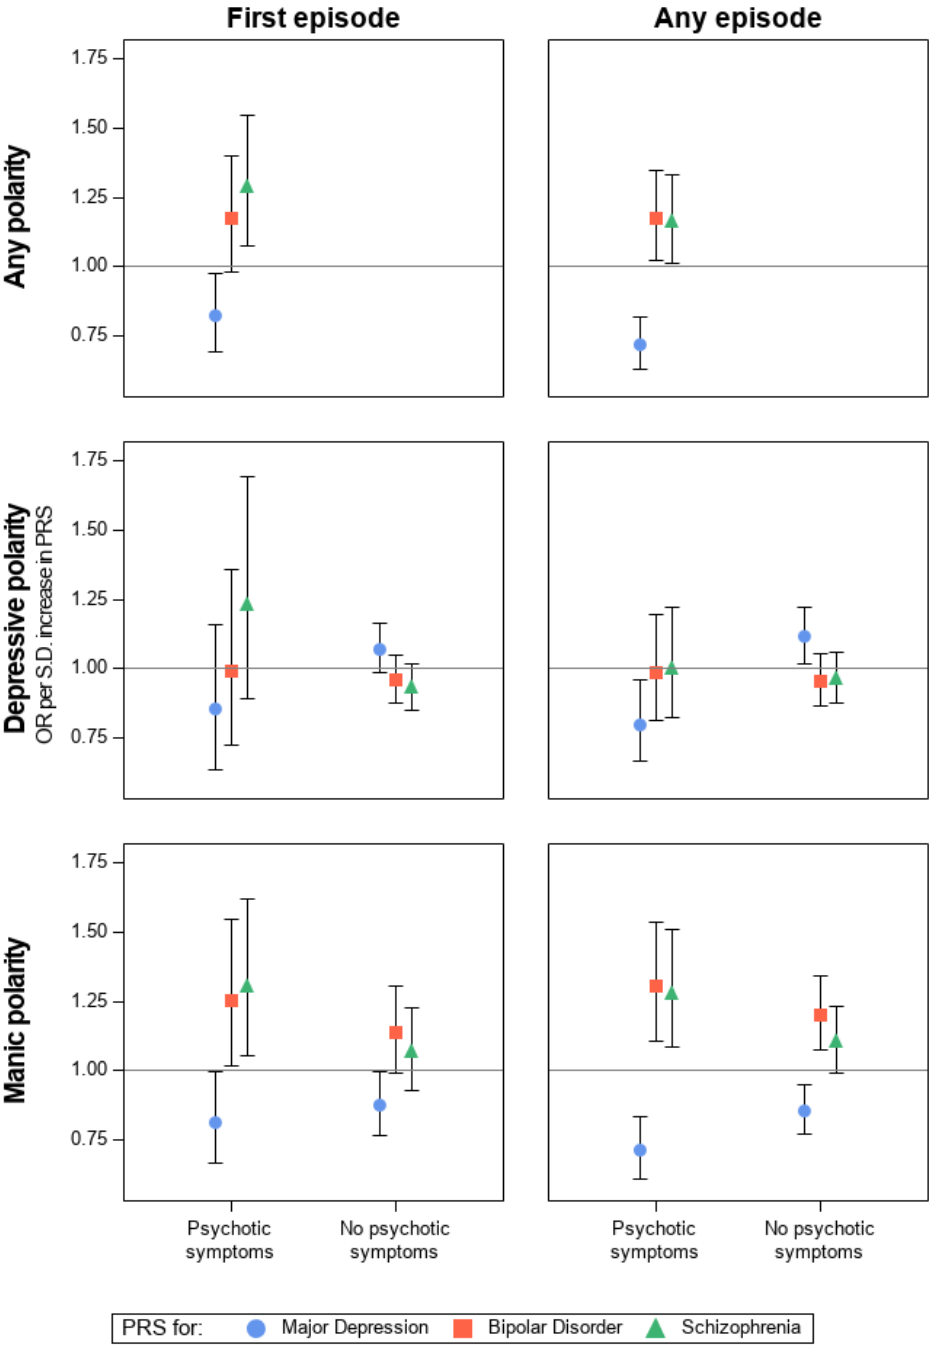 First episode
Any episode
Any polarity
1.75
1.50
1.25
1.00
0.75
Depressive polarity
OR per S.D. increase in PRS
1.75
1.50
1.25
1.00
0.75
Manic polarity
1.75
1.50
1.25
1.00
0.75
Psychotic
symptoms
No psychotic
symptoms
Psychotic
symptoms
No psychotic
symptoms
PRS for: Major Depression Bipolar Disorder Schizophrenia